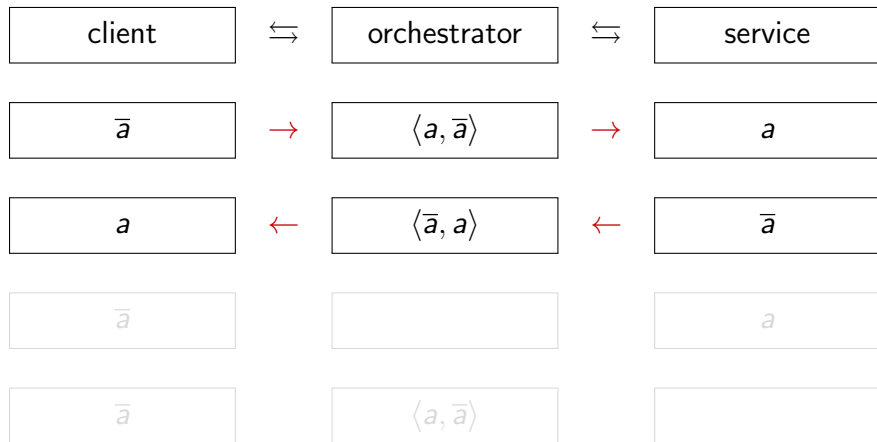 client ⇆ orchestrator ⇆ service
a̅ → ⟨a, a̅⟩ → a
a ← ⟨a̅, a⟩ ← a̅
a̅ a
a̅ ⟨a, a̅⟩